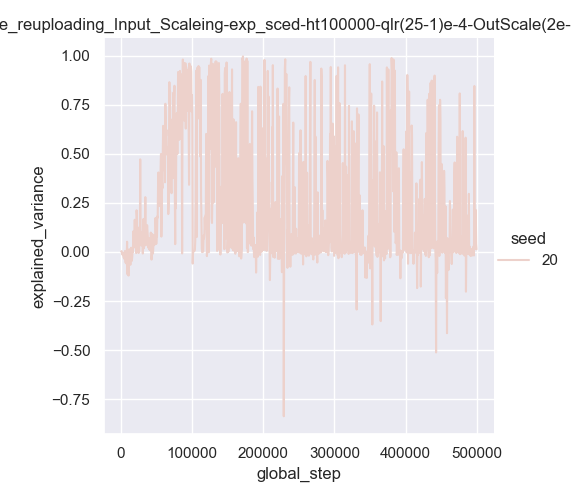 e_reuploading_Input_Scaleing-exp_sced-ht100000-qlr(25-1)e-4-OutScale(2e-
1.00
0.75
0.50
0.25
0.00
−0.25
−0.50
−0.75
explained_variance
seed
20
0 100000 200000 300000 400000 500000
global_step